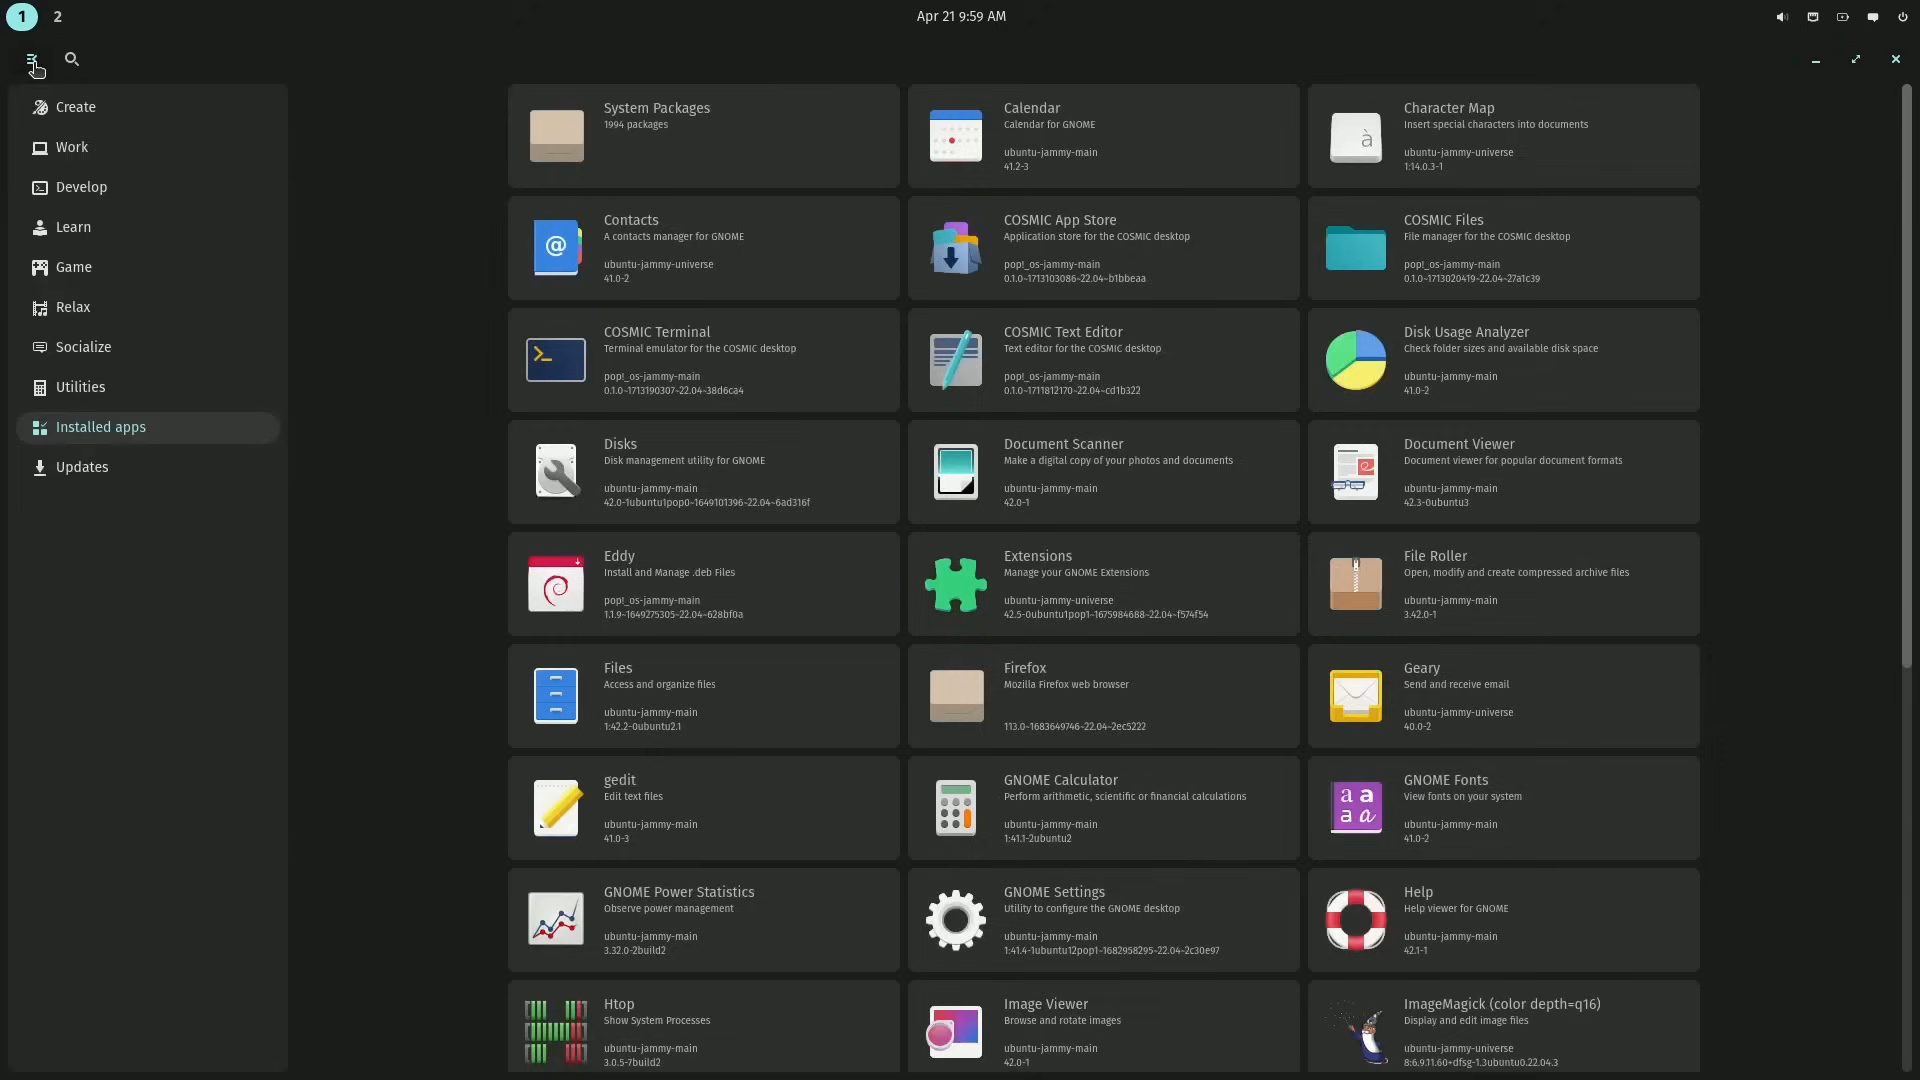 1 2 Apr 21 9:59 AM
Create
Work
Develop
Learn
Game
Relax
Socialize
Utilities
Installed apps
Updates
System Packages
1994 packages
Calendar
Calendar for GNOME
ubuntu-jammy-main
41.2-3
Character Map
Insert special characters into documents
ubuntu-jammy-universe
1:14.0.3-1
Contacts
A contacts manager for GNOME
ubuntu-jammy-universe
41.0-2
COSMIC App Store
Application store for the COSMIC desktop
pop!_os-jammy-main
0.1.0~1713103086~22.04~b1bbeaa
COSMIC Files
File manager for the COSMIC desktop
pop!_os-jammy-main
0.1.0~1713020419~22.04~27a1c39
COSMIC Terminal
Terminal emulator for the COSMIC desktop
pop!_os-jammy-main
0.1.0~1713190307~22.04~38d6ca4
COSMIC Text Editor
Text editor for the COSMIC desktop
pop!_os-jammy-main
0.1.0~1711812170~22.04~cd1b322
Disk Usage Analyzer
Check folder sizes and available disk space
ubuntu-jammy-main
41.0-2
Disks
Disk management utility for GNOME
ubuntu-jammy-main
42.0-1ubuntu1pop0~1649101396~22.04~6ad316f
Document Scanner
Make a digital copy of your photos and documents
ubuntu-jammy-main
42.0-1
Document Viewer
Document viewer for popular document formats
ubuntu-jammy-main
42.3-0ubuntu3
Eddy
Install and Manage .deb Files
pop!_os-jammy-main
1.1.9~1649275305~22.04~628bf0a
Extensions
Manage your GNOME Extensions
ubuntu-jammy-universe
42.5-0ubuntu1pop1~1675984688~22.04~f574f54
File Roller
Open, modify and create compressed archive files
ubuntu-jammy-main
3.42.0-1
Files
Access and organize files
ubuntu-jammy-main
1:42.2-0ubuntu2.1
Firefox
Mozilla Firefox web browser
113.0~1683649746~22.04~2ec5222
Geary
Send and receive email
ubuntu-jammy-universe
40.0-2
gedit
Edit text files
ubuntu-jammy-main
41.0-3
GNOME Calculator
Perform arithmetic, scientific or financial calculations
ubuntu-jammy-main
1:41.1-2ubuntu2
GNOME Fonts
View fonts on your system
ubuntu-jammy-main
41.0-2
GNOME Power Statistics
Observe power management
ubuntu-jammy-main
3.32.0-2build2
GNOME Settings
Utility to configure the GNOME desktop
ubuntu-jammy-main
1:41.4-1ubuntu12pop1~1682958295~22.04~2c30e97
Help
Help viewer for GNOME
ubuntu-jammy-main
42.1-1
Htop
Show System Processes
ubuntu-jammy-main
3.0.5-7build2
Image Viewer
Browse and rotate images
ubuntu-jammy-main
42.0-1
ImageMagick (color depth=q16)
Display and edit image files
ubuntu-jammy-universe
8:6.9.11.60+dfsg-1.3ubuntu0.22.04.3